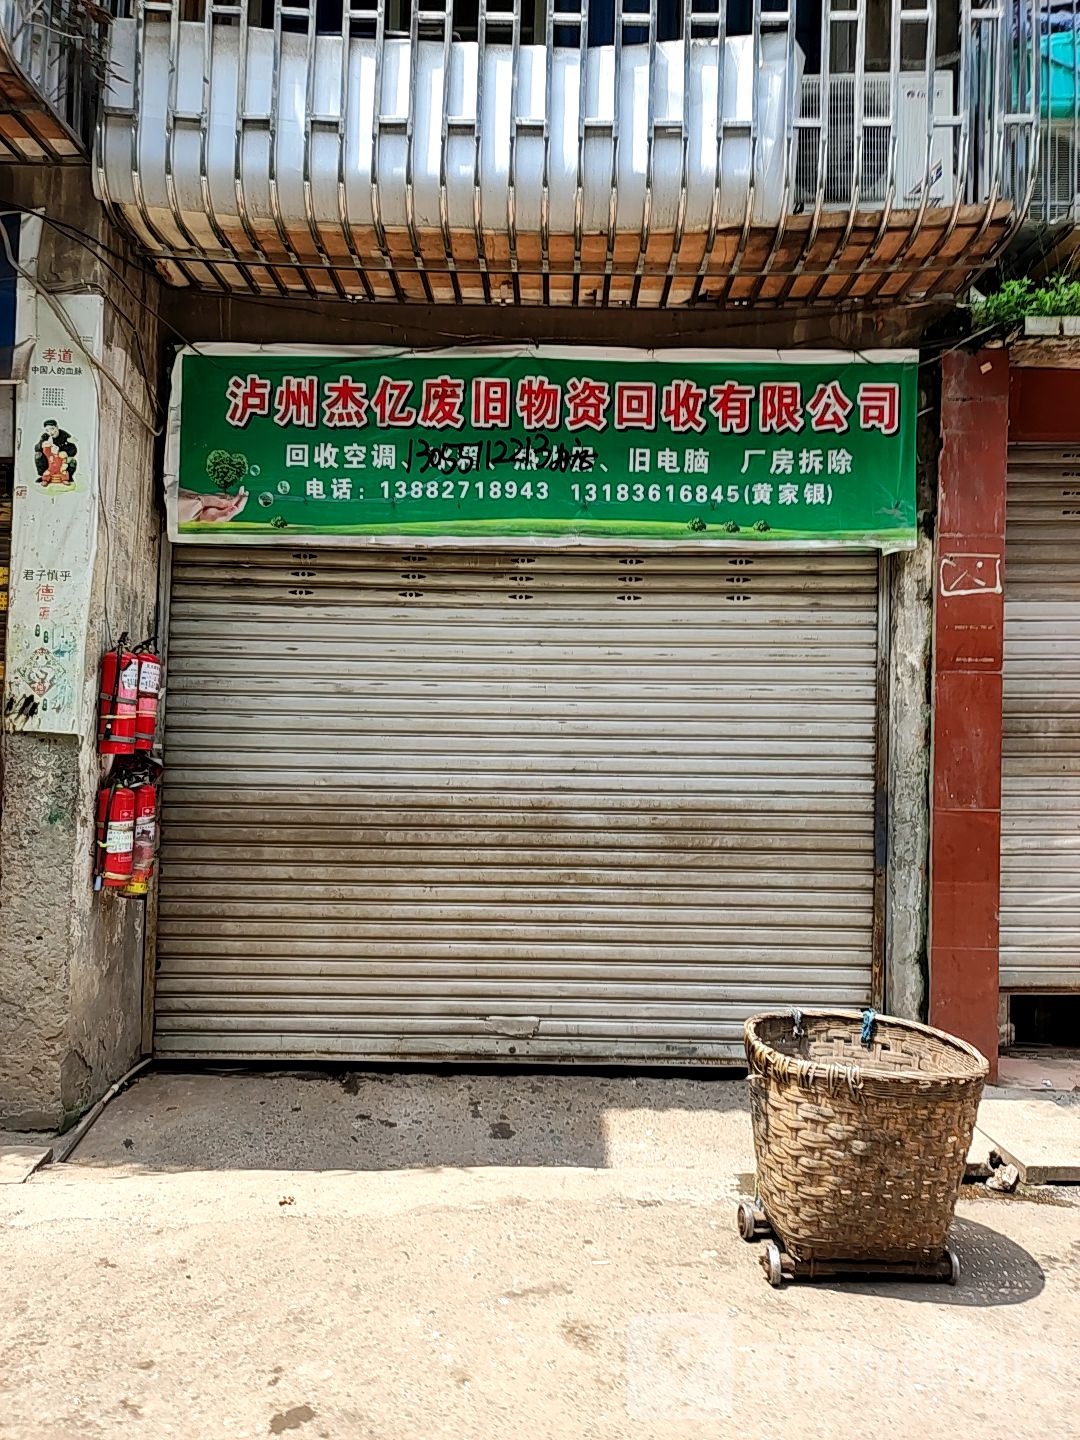 泸州杰亿废旧物资回收有限公司
回收空调、旧电脑 厂房拆除
电话：13882718943 13183616845(黄家银)
孝道
中国人的血脉
君子慎乎
德